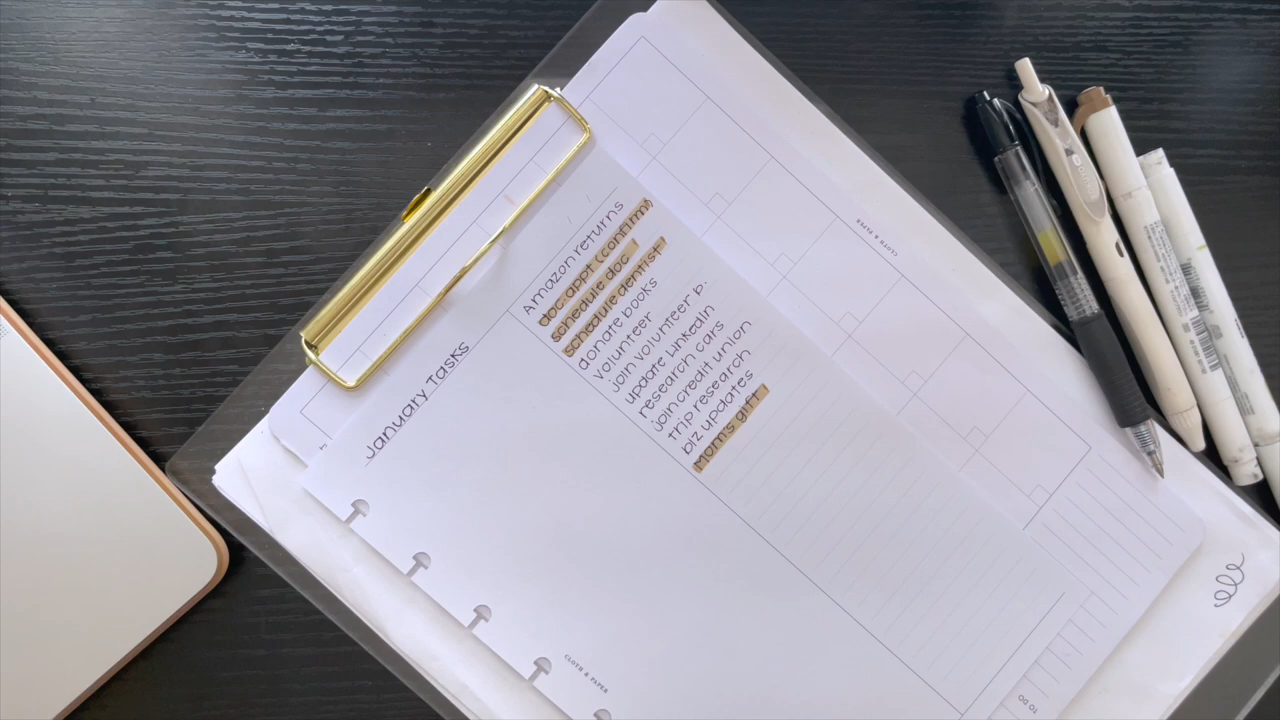 January Tasks
Amazon returns
doc. appt (confirm)
schedule doc
schedule dentist
donate books
volunteer
join volunteer b.
update LinkedIn
research cars
join credit union
trip research
biz updates
Mom's gift
CLOTH & PAPER
CLOTH & PAPER
TO DO